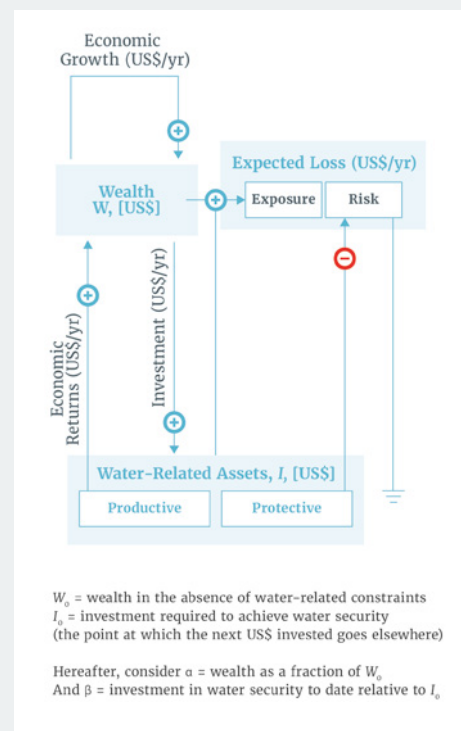 Economic
Growth (US$/yr)
+
Expected Loss (US$/yr)
Wealth
W, [US$]
+
Exposure
Risk
−
+
Economic
Returns (US$/yr)
Investment (US$/yr)
+
Water-Related Assets, I, [US$]
Productive
Protective
W₀ = wealth in the absence of water-related constraints
I₀ = investment required to achieve water security
(the point at which the next US$ invested goes elsewhere)
Hereafter, consider α = wealth as a fraction of W₀
And β = investment in water security to date relative to I₀